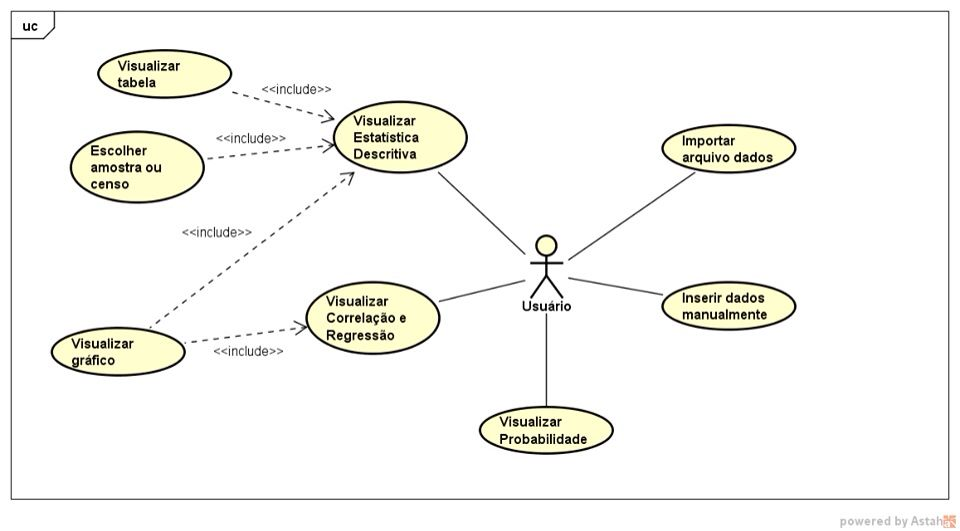 uc
Visualizar
tabela
<<include>>
Visualizar
Estatística
Descritiva
Escolher
amostra ou
censo
<<include>>
Importar
arquivo dados
<<include>>
Visualizar
Correlação e
Regressão
Usuário
Inserir dados
manualmente
Visualizar
gráfico
<<include>>
Visualizar
Probabilidade
powered by Astah